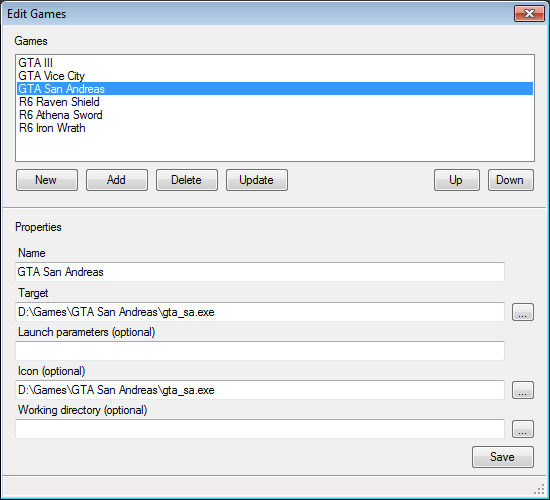 Edit Games
Games
GTA III
GTA Vice City
GTA San Andreas
R6 Raven Shield
R6 Athena Sword
R6 Iron Wrath
New Add Delete Update Up Down
Properties
Name
GTA San Andreas
Target
D:\Games\GTA San Andreas\gta_sa.exe ...
Launch parameters (optional)
Icon (optional)
D:\Games\GTA San Andreas\gta_sa.exe ...
Working directory (optional)
...
Save